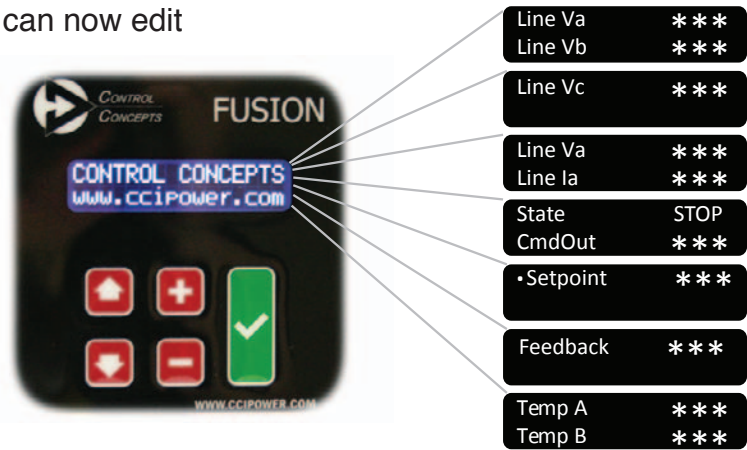 can now edit
CONTROL
CONCEPTS
FUSION
CONTROL CONCEPTS
www.ccipower.com
WWW.CCIPOWER.COM
Line Va ***
Line Vb ***
Line Vc ***
Line Va ***
Line Ia ***
State STOP
CmdOut ***
•Setpoint ***
Feedback ***
Temp A ***
Temp B ***